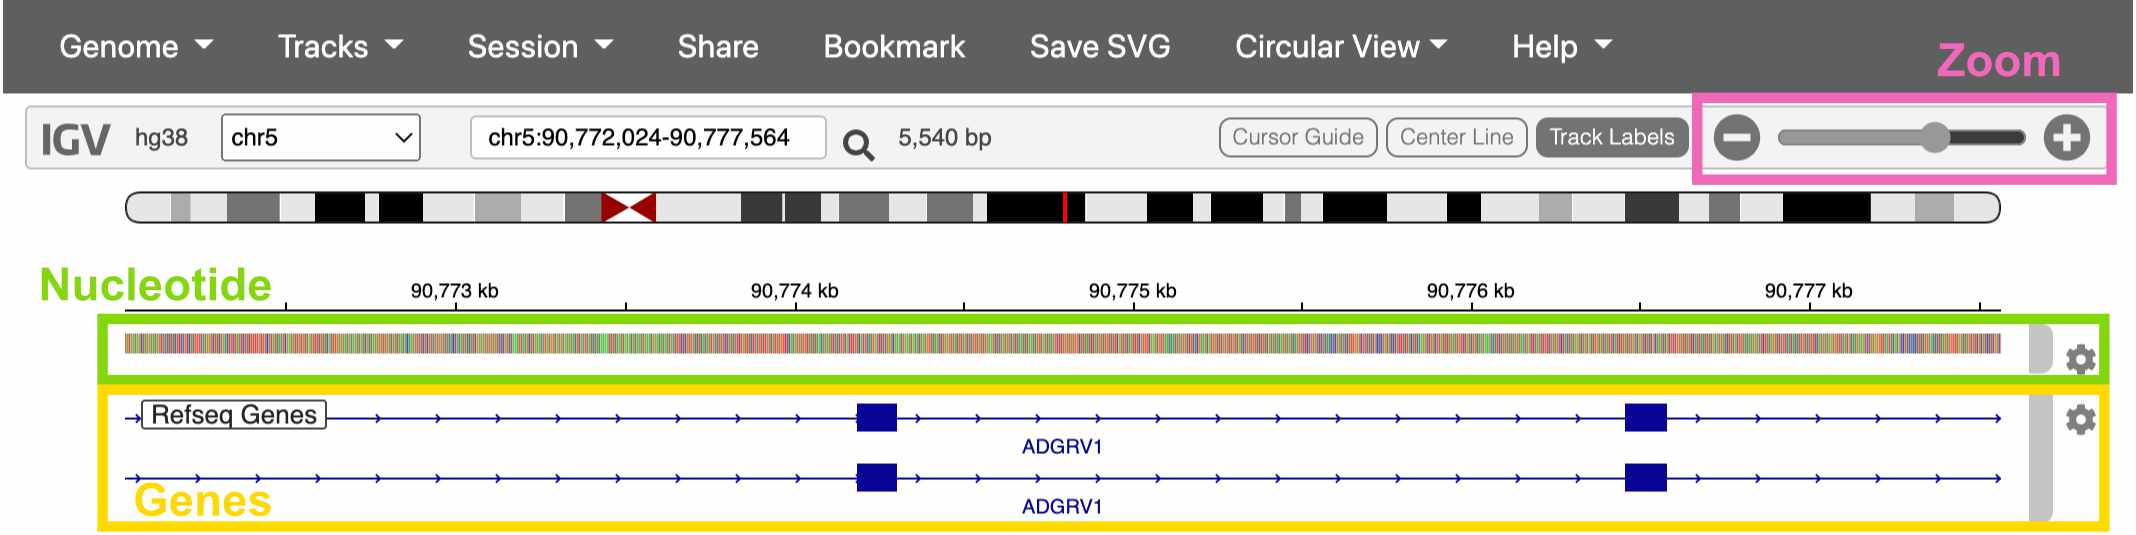 Genome Tracks Session Share Bookmark Save SVG Circular View Help
Zoom
IGV hg38 chr5 chr5:90,772,024-90,777,564 5,540 bp Cursor Guide Center Line Track Labels
Nucleotide
90,773 kb 90,774 kb 90,775 kb 90,776 kb 90,777 kb
Refseq Genes
ADGRV1
Genes
ADGRV1